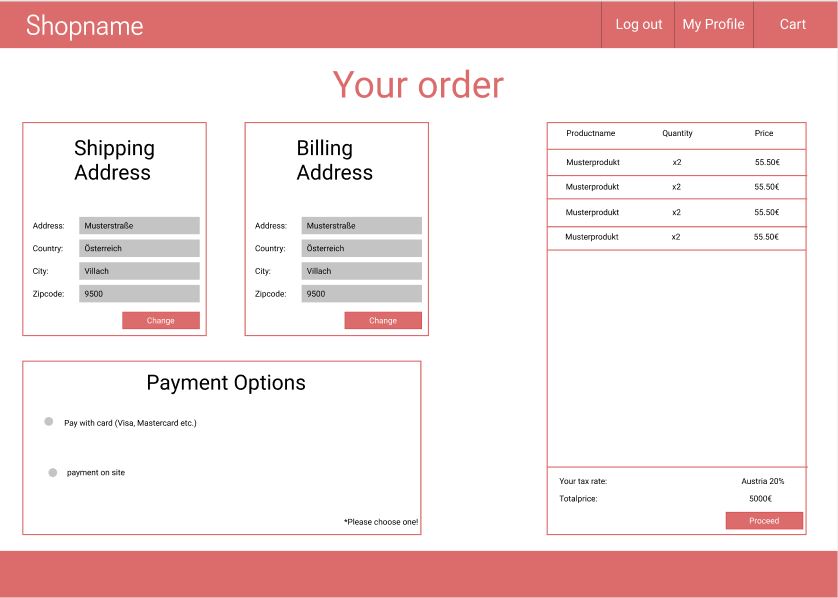 Shopname
Log out
My Profile
Cart
Your order
Shipping
Address
Address: Musterstraße
Country: Österreich
City: Villach
Zipcode: 9500
Change
Billing
Address
Address: Musterstraße
Country: Österreich
City: Villach
Zipcode: 9500
Change
Payment Options
Pay with card (Visa, Mastercard etc.)
payment on site
*Please choose one!
Productname Quantity Price
Musterprodukt x2 55.50€
Musterprodukt x2 55.50€
Musterprodukt x2 55.50€
Musterprodukt x2 55.50€
Your tax rate: Austria 20%
Totalprice: 5000€
Proceed